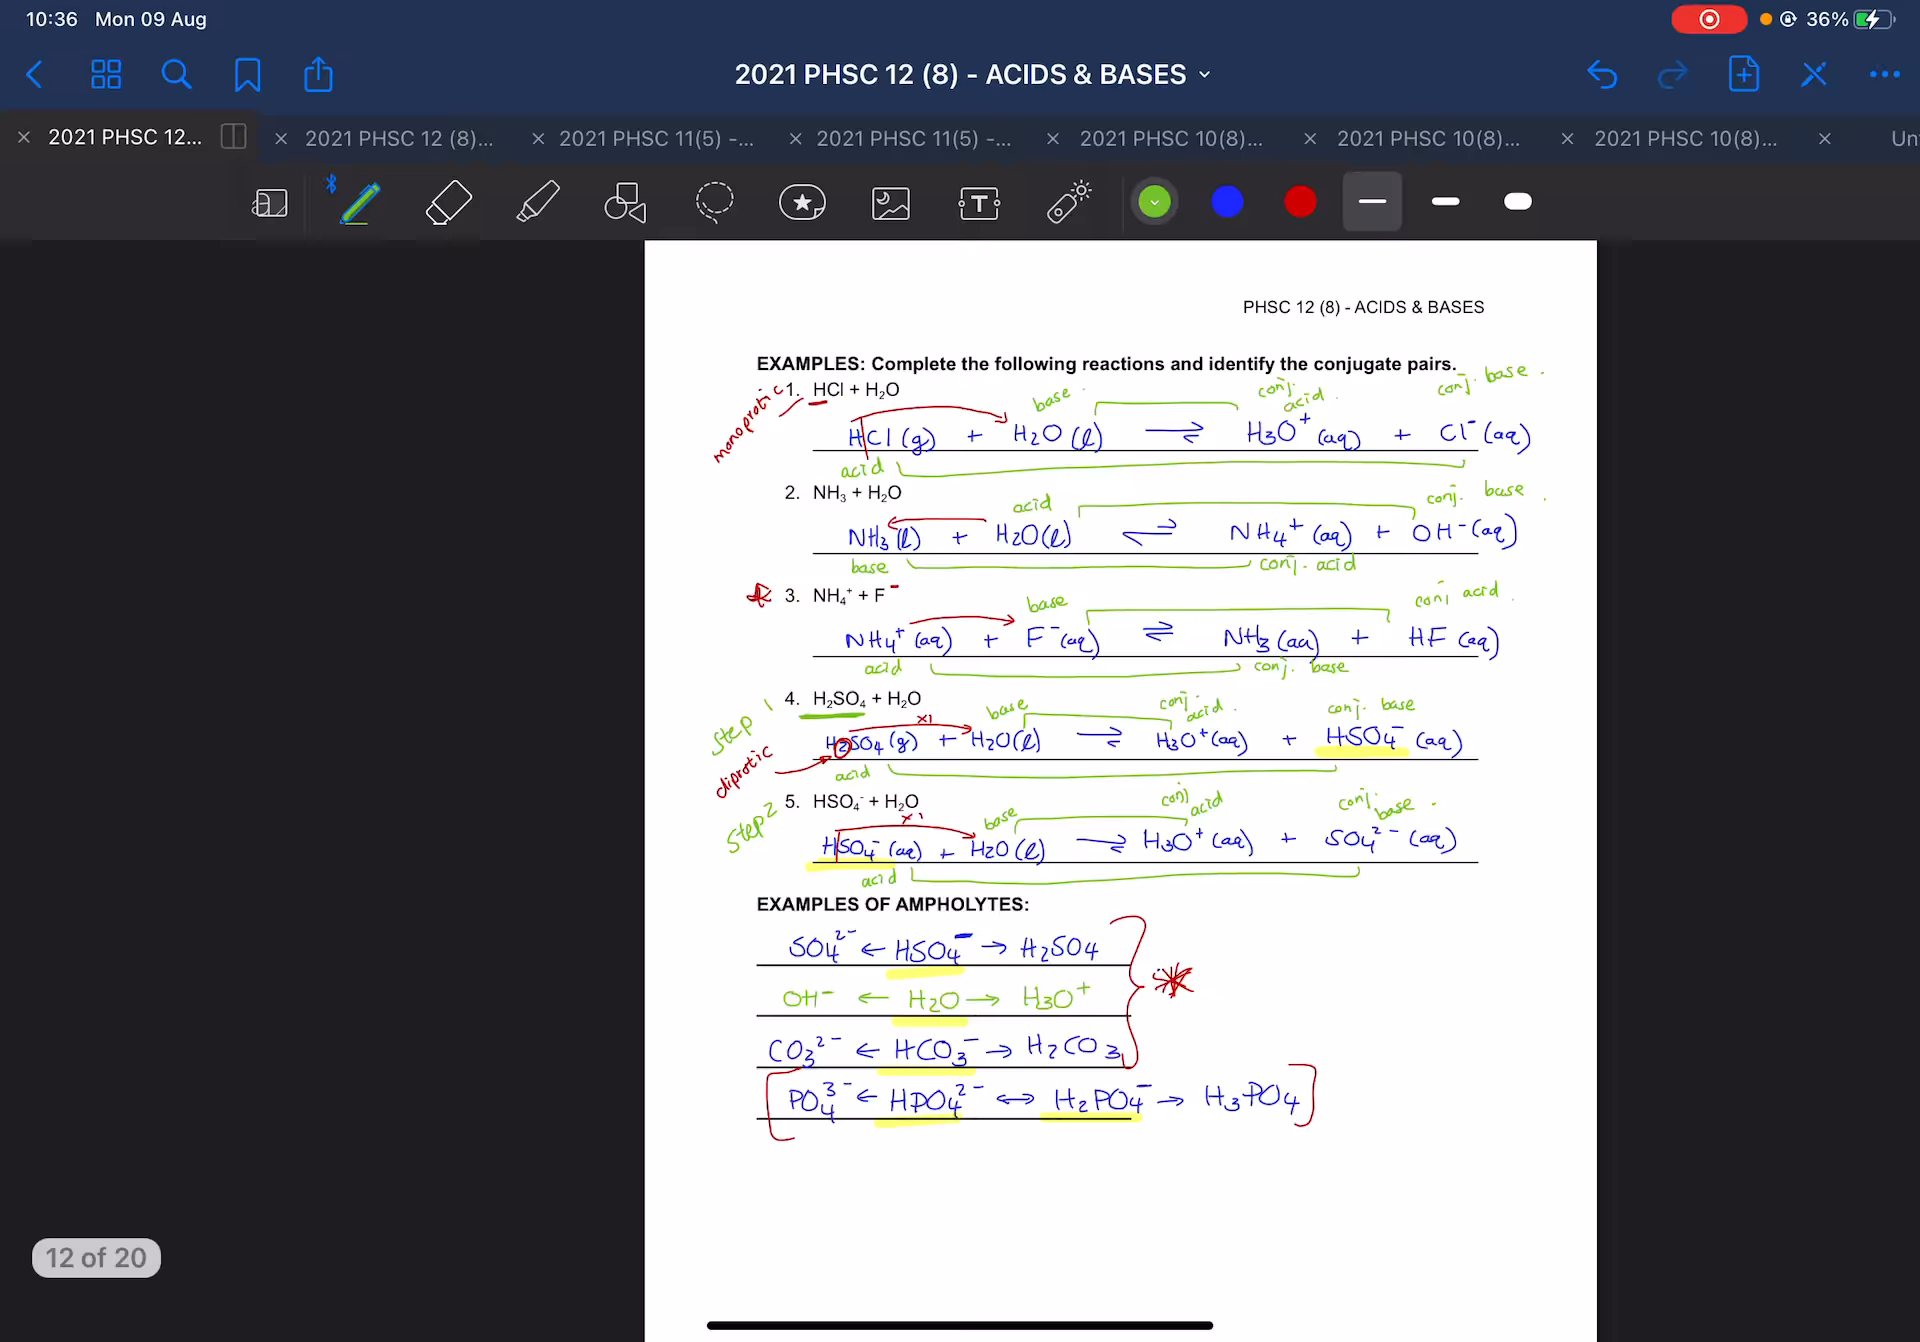 10:36 Mon 09 Aug 36%
2021 PHSC 12 (8) - ACIDS & BASES
2021 PHSC 12... 2021 PHSC 12 (8)... 2021 PHSC 11(5) -... 2021 PHSC 11(5) -... 2021 PHSC 10(8)... 2021 PHSC 10(8)... 2021 PHSC 10(8)... Un
PHSC 12 (8) - ACIDS & BASES
EXAMPLES: Complete the following reactions and identify the conjugate pairs.
monoprotic 1. HCl + H₂O
base conj. acid conj. base
HCl (g) + H₂O (l) ⇌ H₃O⁺ (aq) + Cl⁻ (aq)
acid
2. NH₃ + H₂O
acid conj. base
NH₃ (l) + H₂O (l) ⇌ NH₄⁺ (aq) + OH⁻ (aq)
base conj. acid
3. NH₄⁺ + F⁻
base conj acid
NH₄⁺ (aq) + F⁻ (aq) ⇌ NH₃ (aq) + HF (aq)
acid conj. base
Step 1 4. H₂SO₄ + H₂O
x1 base conj. acid conj. base
diprotic H₂SO₄ (g) + H₂O (l) ⇌ H₃O⁺ (aq) + HSO₄⁻ (aq)
acid
Step 2 5. HSO₄⁻ + H₂O
x1 base conj acid conj. base
HSO₄⁻ (aq) + H₂O (l) ⇌ H₃O⁺ (aq) + SO₄²⁻ (aq)
acid
EXAMPLES OF AMPHOLYTES:
SO₄²⁻ ← HSO₄⁻ → H₂SO₄
OH⁻ ← H₂O → H₃O⁺
CO₃²⁻ ← HCO₃⁻ → H₂CO₃
PO₄³⁻ ← HPO₄²⁻ ↔ H₂PO₄⁻ → H₃PO₄
12 of 20